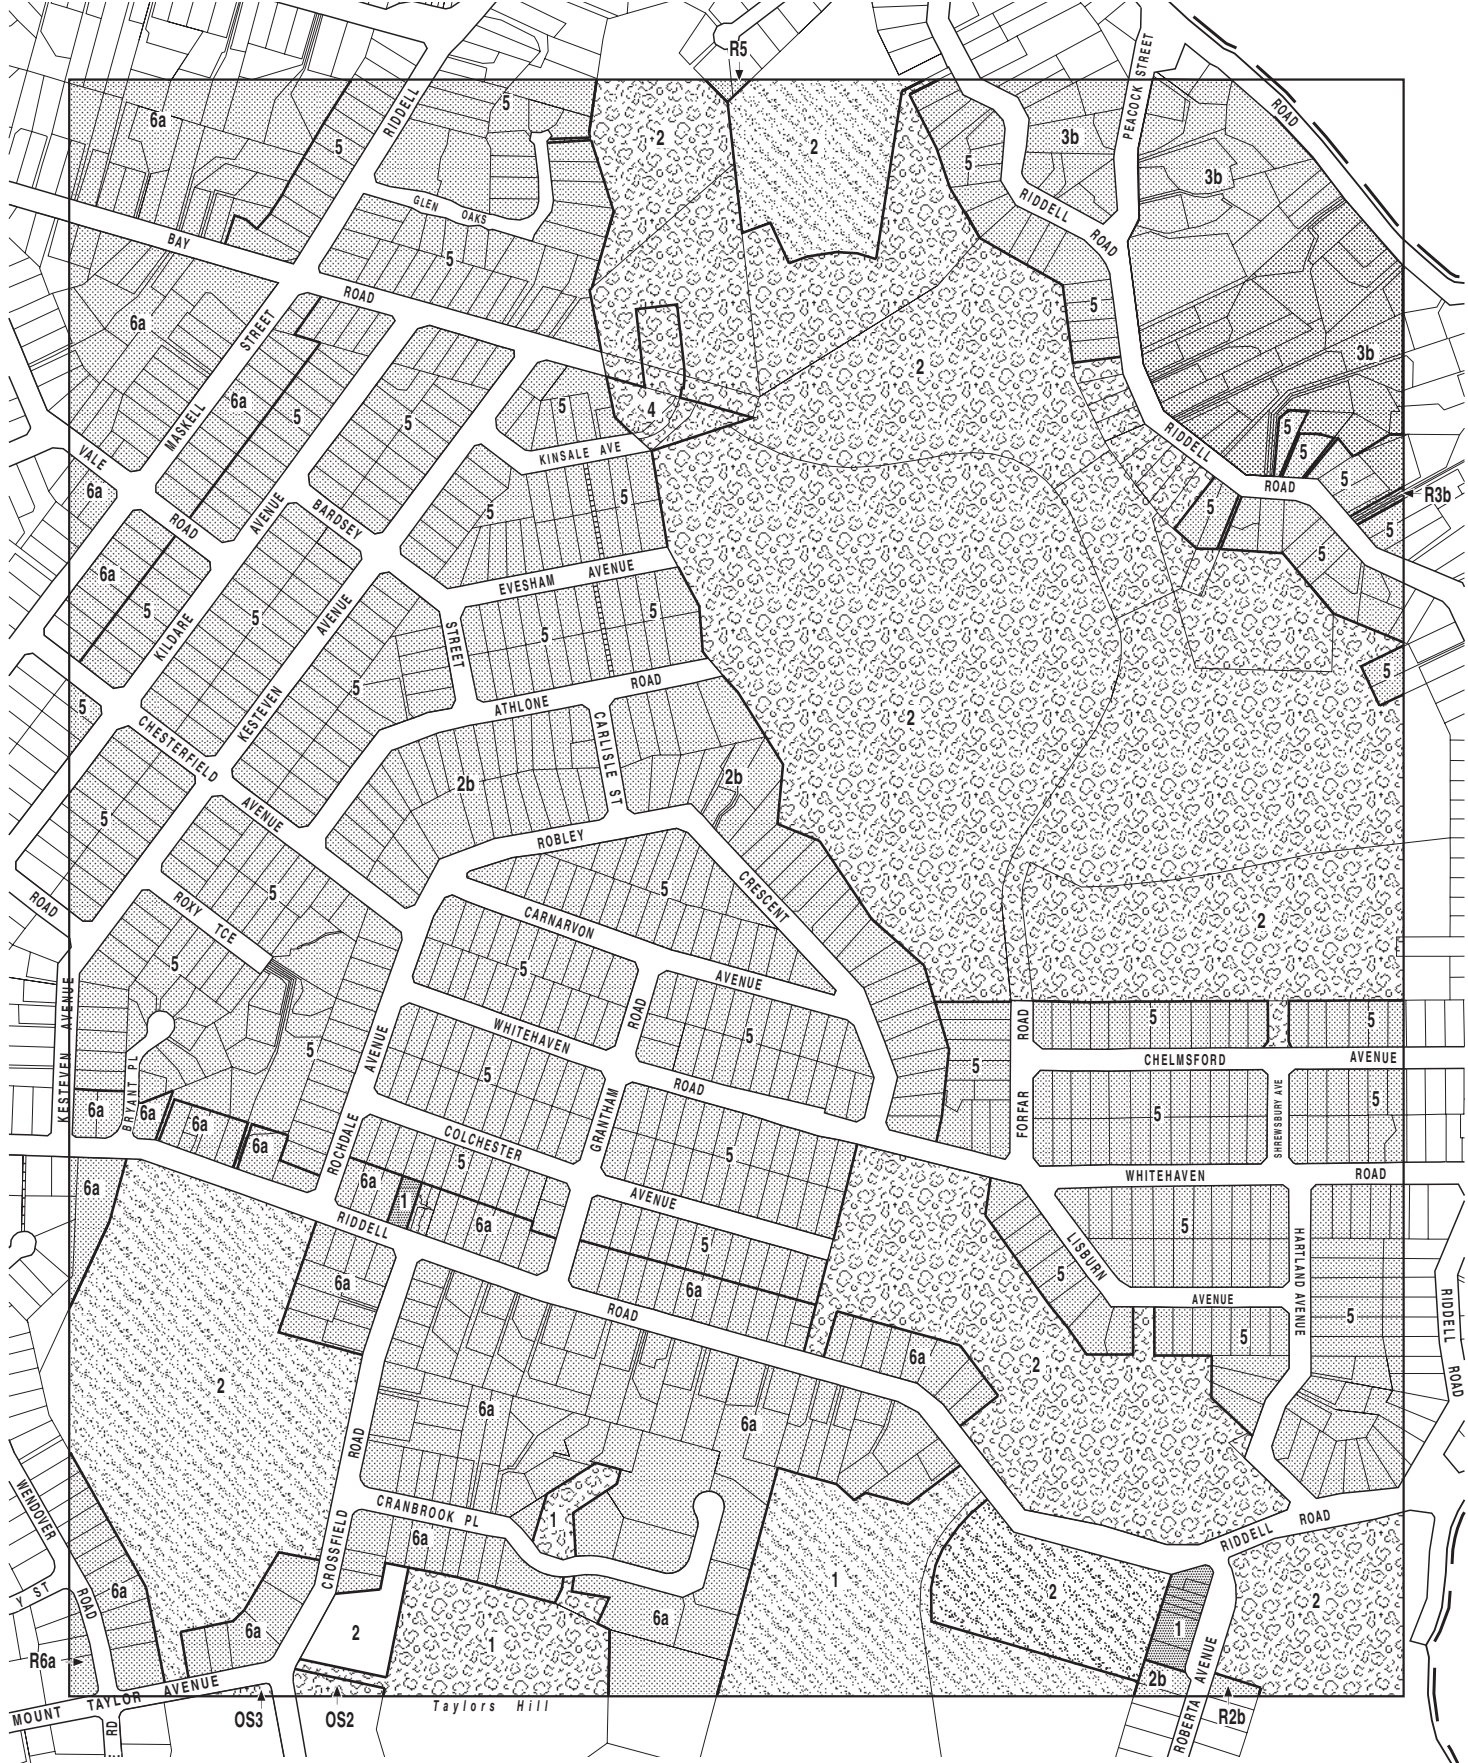 R5
PEACOCK STREET
ROAD
RIDDELL
5
6a
5
2
2
3b
5
3b
GLEN OAKS
RIDDELL
ROAD
BAY
5
ROAD
5
6a
STREET
3b
2
MASKELL
6a
5
5
5
4
5
5
RIDDELL
KINSALE AVE
VALE
6a
ROAD
AVENUE
BARDSEY
5
5
5
ROAD
5
R3b
5
5
EVESHAM AVENUE
6a
5
KILDARE
5
AVENUE
STREET
5
5
5
5
ATHLONE
ROAD
5
CHESTERFIELD
KESTEVEN
CARLISLE ST
2
2b
2b
5
AVENUE
ROBLEY
CRESCENT
5
5
ROAD
ROXY TCE
CARNARVON
AVENUE
2
5
5
KESTEVEN AVENUE
5
WHITEHAVEN
ROAD
5
5
5
ROAD
CHELMSFORD
AVENUE
5
AVENUE
5
ROAD
BRYANT PL
6a
6a
6a
6a
ROCHDALE
COLCHESTER
5
GRANTHAM
5
FORFAR
5
SHREWSBURY AVE
5
WHITEHAVEN
ROAD
6a
6a
1
AVENUE
RIDDELL
6a
5
5
LISBURN
HARTLAND AVENUE
5
6a
6a
ROAD
AVENUE
5
5
RIDDELL
ROAD
2
6a
2
6a
6a
ROAD
WENDOVER
ROAD
CRANBROOK PL
1
6a
CROSSFIELD
RIDDELL
ROAD
Y ST
6a
1
2
2
6a
2
1
6a
1
R6a
2b
AVENUE
ROBERTA
R2b
MOUNT TAYLOR AVENUE
RD
OS3
OS2
Taylors Hill